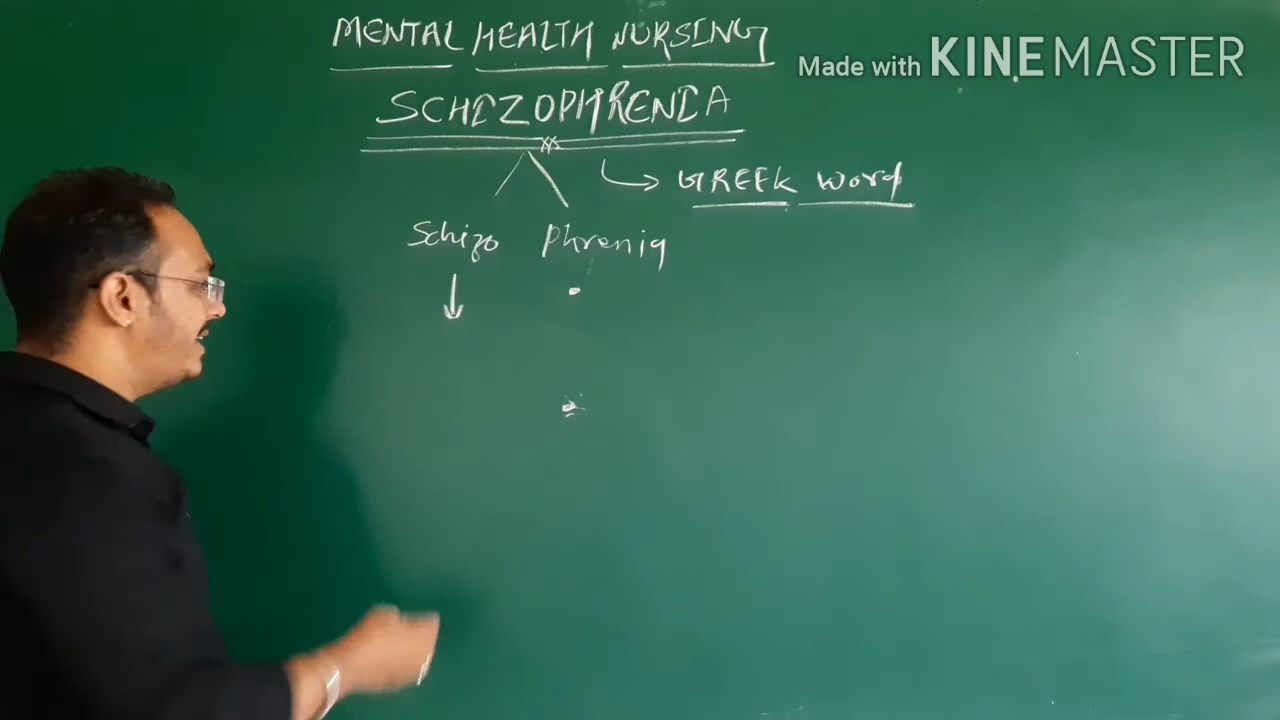 MENTAL HEALTH NURSING
Made with KINEMASTER
SCHIZOPHRENIA
GREEK word
Schizo Phrenia